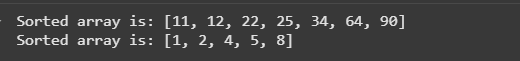 Sorted array is: [11, 12, 22, 25, 34, 64, 90]
Sorted array is: [1, 2, 4, 5, 8]